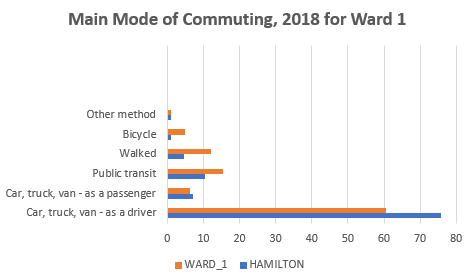 Main Mode of Commuting, 2018 for Ward 1
Other method
Bicycle
Walked
Public transit
Car, truck, van - as a passenger
Car, truck, van - as a driver
0 10 20 30 40 50 60 70 80
WARD_1 HAMILTON